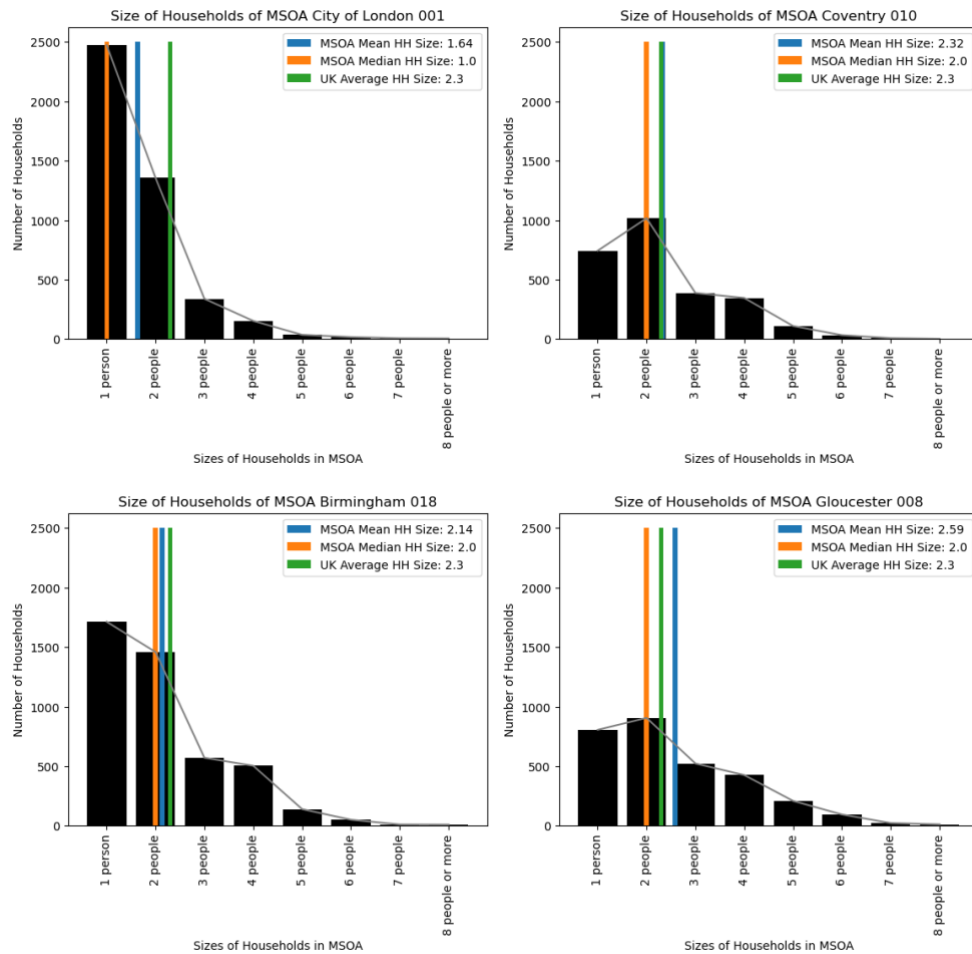 Size of Households of MSOA City of London 001
MSOA Mean HH Size: 1.64
MSOA Median HH Size: 1.0
UK Average HH Size: 2.3
Number of Households
2500
2000
1500
1000
500
0
1 person
2 people
3 people
4 people
5 people
6 people
7 people
8 people or more
Sizes of Households in MSOA
Size of Households of MSOA Coventry 010
MSOA Mean HH Size: 2.32
MSOA Median HH Size: 2.0
UK Average HH Size: 2.3
Number of Households
2500
2000
1500
1000
500
0
1 person
2 people
3 people
4 people
5 people
6 people
7 people
8 people or more
Sizes of Households in MSOA
Size of Households of MSOA Birmingham 018
MSOA Mean HH Size: 2.14
MSOA Median HH Size: 2.0
UK Average HH Size: 2.3
Number of Households
2500
2000
1500
1000
500
0
1 person
2 people
3 people
4 people
5 people
6 people
7 people
8 people or more
Sizes of Households in MSOA
Size of Households of MSOA Gloucester 008
MSOA Mean HH Size: 2.59
MSOA Median HH Size: 2.0
UK Average HH Size: 2.3
Number of Households
2500
2000
1500
1000
500
0
1 person
2 people
3 people
4 people
5 people
6 people
7 people
8 people or more
Sizes of Households in MSOA